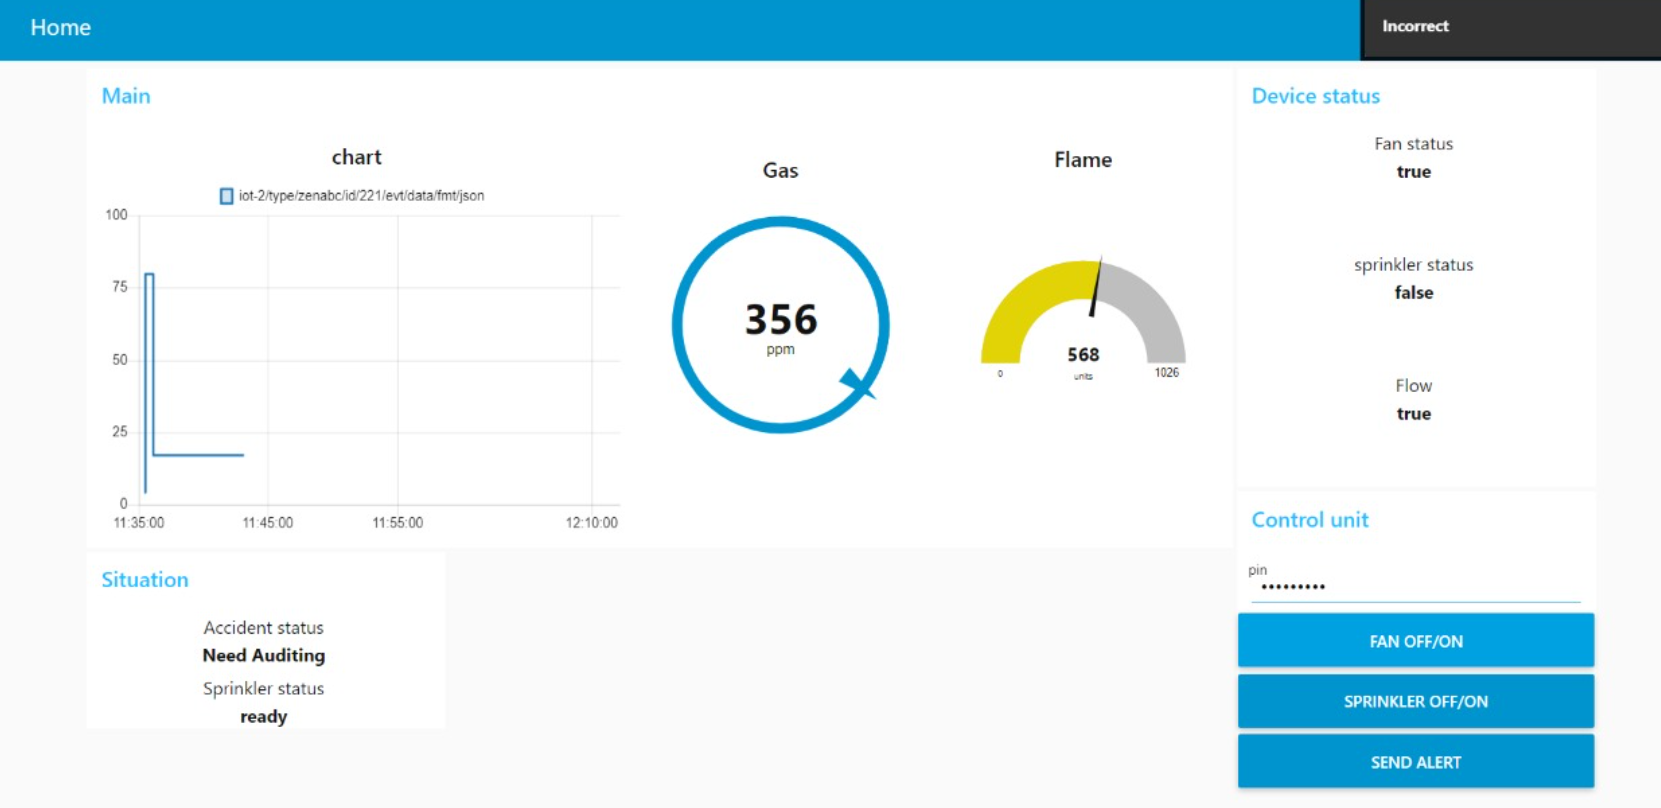 Home
Incorrect
Main
chart
iot-2/type/zenabc/id/221/evt/data/fmt/json
100
75
50
25
0
11:35:00 11:45:00 11:55:00 12:10:00
Gas
356
ppm
Flame
568
units
0
1026
Device status
Fan status
true
sprinkler status
false
Flow
true
Situation
Accident status
Need Auditing
Sprinkler status
ready
Control unit
pin
•••••••••
FAN OFF/ON
SPRINKLER OFF/ON
SEND ALERT